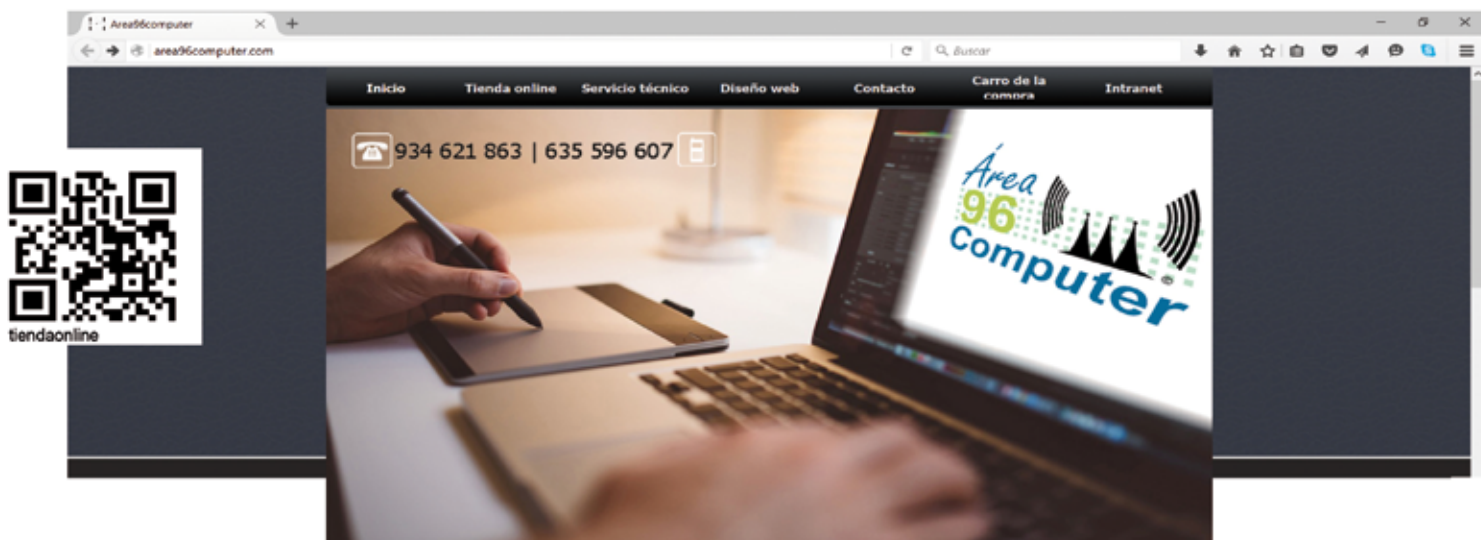 Area96computer
area96computer.com
Buscar
Inicio
Tienda online
Servicio técnico
Diseño web
Contacto
Carro de la
compra
Intranet
934 621 863 | 635 596 607
Área
96
Computer
®
tiendaonline